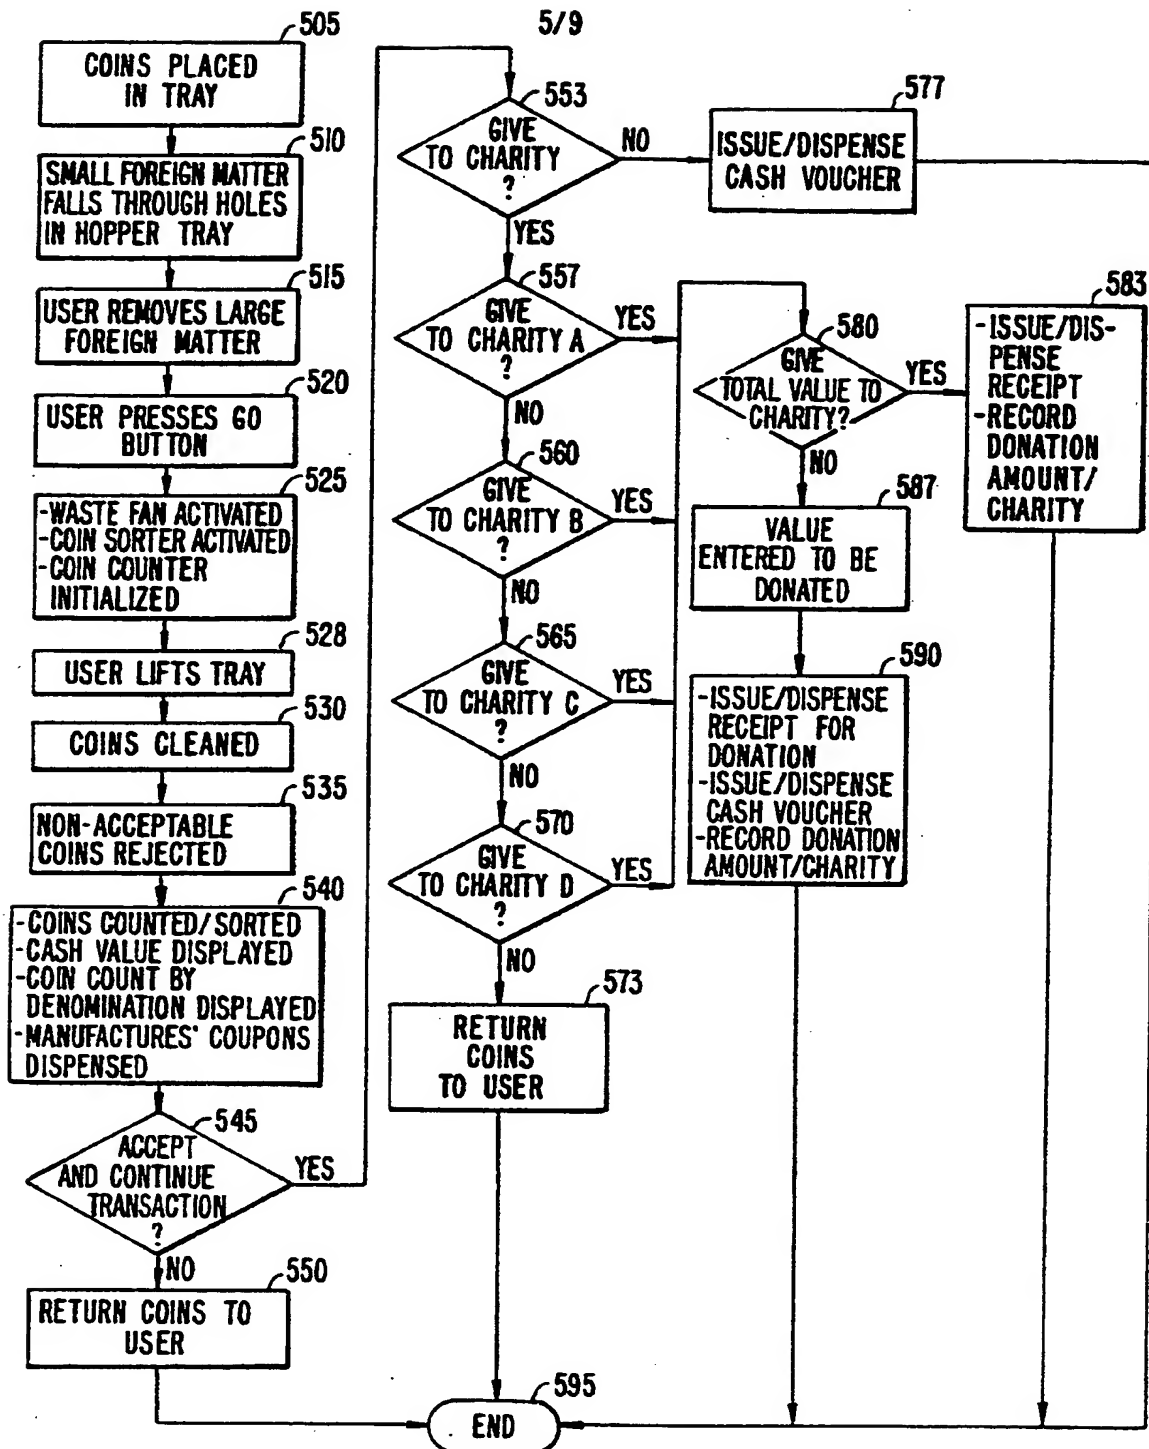 5/9
505
COINS PLACED
IN TRAY
510
SMALL FOREIGN MATTER
FALLS THROUGH HOLES
IN HOPPER TRAY
515
USER REMOVES LARGE
FOREIGN MATTER
520
USER PRESSES GO
BUTTON
525
-WASTE FAN ACTIVATED
-COIN SORTER ACTIVATED
-COIN COUNTER
INITIALIZED
528
USER LIFTS TRAY
530
COINS CLEANED
535
NON-ACCEPTABLE
COINS REJECTED
540
-COINS COUNTED/SORTED
-CASH VALUE DISPLAYED
-COIN COUNT BY
DENOMINATION DISPLAYED
-MANUFACTURES' COUPONS
DISPENSED
545
ACCEPT
AND CONTINUE
TRANSACTION
?
YES
NO
550
RETURN COINS TO
USER
553
GIVE
TO CHARITY
?
NO
YES
577
ISSUE/DISPENSE
CASH VOUCHER
557
GIVE
TO CHARITY A
?
YES
NO
560
GIVE
TO CHARITY B
?
YES
NO
565
GIVE
TO CHARITY C
?
YES
NO
570
GIVE
TO CHARITY D
?
YES
NO
573
RETURN
COINS
TO USER
580
GIVE
TOTAL VALUE TO
CHARITY?
YES
NO
583
-ISSUE/DIS-
PENSE
RECEIPT
-RECORD
DONATION
AMOUNT/
CHARITY
587
VALUE
ENTERED TO BE
DONATED
590
-ISSUE/DISPENSE
RECEIPT FOR
DONATION
-ISSUE/DISPENSE
CASH VOUCHER
-RECORD DONATION
AMOUNT/CHARITY
595
END